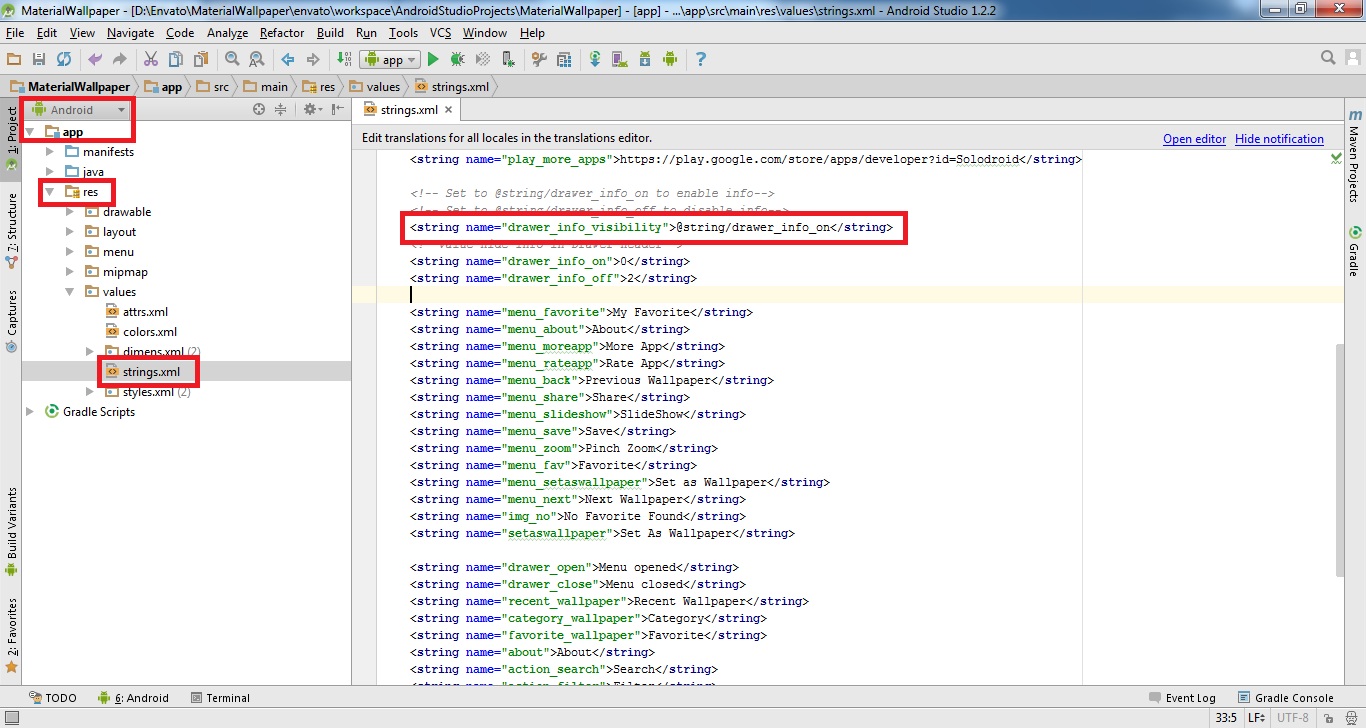 MaterialWallpaper - [D:\Envato\MaterialWallpaper\envato\workspace\AndroidStudioProjects\MaterialWallpaper] - [app] - ...\app\src\main\res\values\strings.xml - Android Studio 1.2.2
File Edit View Navigate Code Analyze Refactor Build Run Tools VCS Window Help
app
MaterialWallpaper app src main res values strings.xml
1: Project
7: Structure
Captures
Build Variants
2: Favorites
Android
app
manifests
java
res
drawable
layout
menu
mipmap
values
attrs.xml
colors.xml
dimens.xml (2)
strings.xml
styles.xml (2)
Gradle Scripts
strings.xml
Edit translations for all locales in the translations editor. Open editor Hide notification
<string name="play_more_apps">https://play.google.com/store/apps/developer?id=Solodroid</string>
<!-- Set to @string/drawer_info_on to enable info-->
<!-- Set to @string/drawer_info_off to disable info-->
<string name="drawer_info_visibility">@string/drawer_info_on</string>
<!--value hide info in drawer header-->
<string name="drawer_info_on">0</string>
<string name="drawer_info_off">2</string>
<string name="menu_favorite">My Favorite</string>
<string name="menu_about">About</string>
<string name="menu_moreapp">More App</string>
<string name="menu_rateapp">Rate App</string>
<string name="menu_back">Previous Wallpaper</string>
<string name="menu_share">Share</string>
<string name="menu_slideshow">SlideShow</string>
<string name="menu_save">Save</string>
<string name="menu_zoom">Pinch Zoom</string>
<string name="menu_fav">Favorite</string>
<string name="menu_setaswallpaper">Set as Wallpaper</string>
<string name="menu_next">Next Wallpaper</string>
<string name="img_no">No Favorite Found</string>
<string name="setaswallpaper">Set As Wallpaper</string>
<string name="drawer_open">Menu opened</string>
<string name="drawer_close">Menu closed</string>
<string name="recent_wallpaper">Recent Wallpaper</string>
<string name="category_wallpaper">Category</string>
<string name="favorite_wallpaper">Favorite</string>
<string name="about">About</string>
<string name="action_search">Search</string>
<string name="action_filter">Filter</string>
Maven Projects
Gradle
TODO 6: Android Terminal Event Log Gradle Console
33:5 LF UTF-8